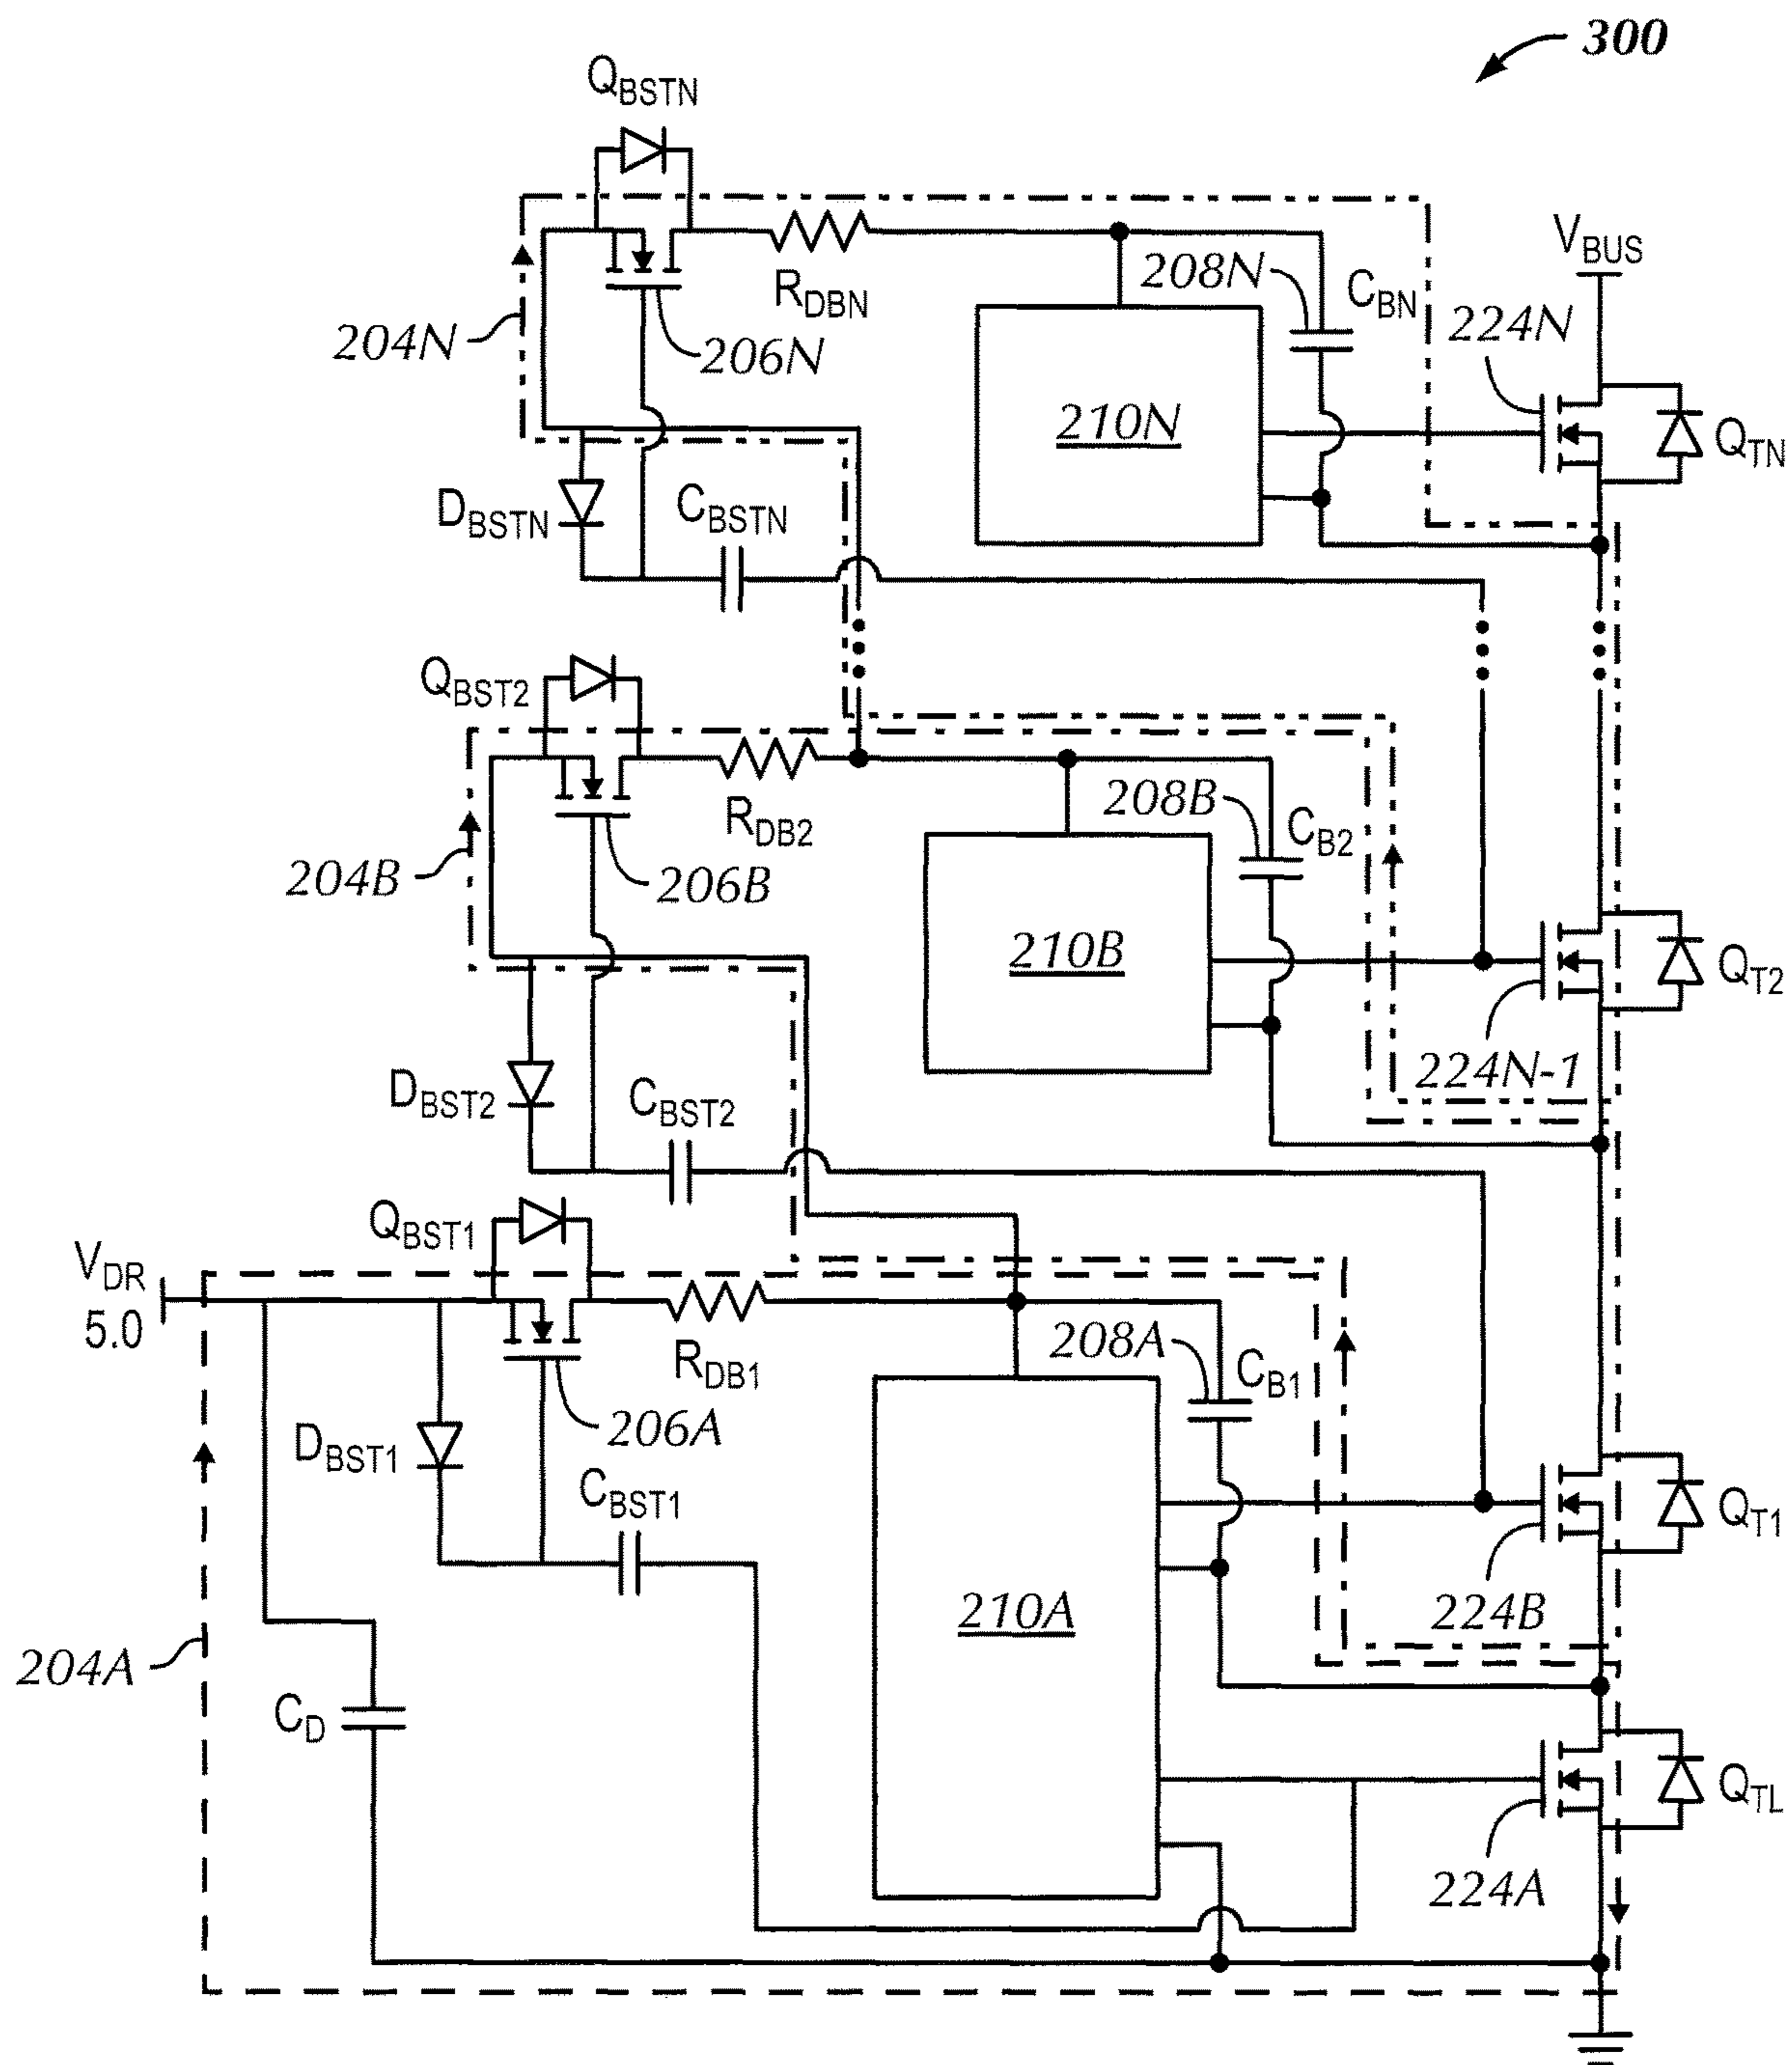 300
QBSTN
VBUS
208N
CBN
RDBN
224N
204N
206N
210N
QTN
DBSTN
CBSTN
QBST2
208B
CB2
RDB2
204B
206B
210B
QT2
224N-1
DBST2
CBST2
QBST1
VDR
5.0
208A
CB1
RDB1
206A
DBST1
CBST1
QT1
224B
210A
204A
CD
QTL
224A